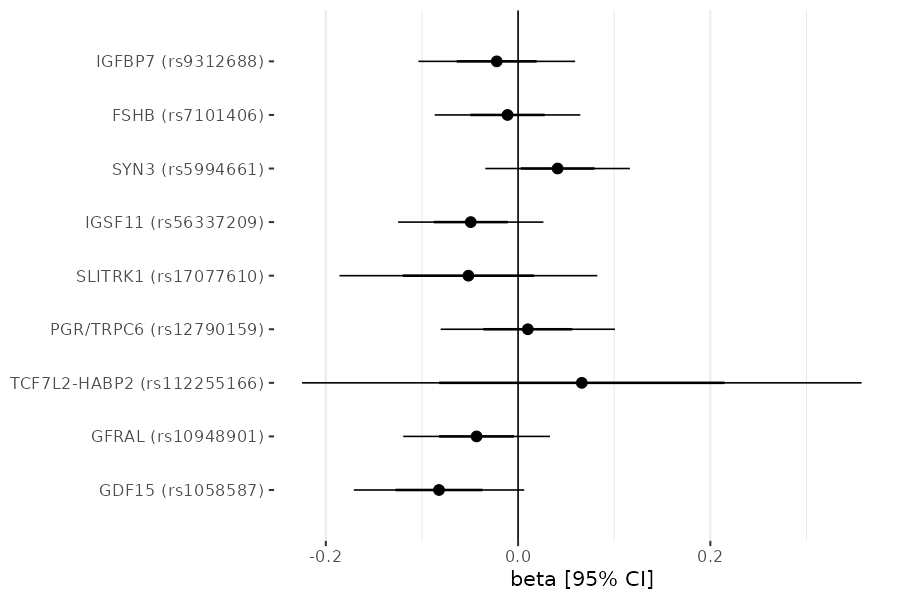 IGFBP7 (rs9312688)
FSHB (rs7101406)
SYN3 (rs5994661)
IGSF11 (rs56337209)
SLITRK1 (rs17077610)
PGR/TRPC6 (rs12790159)
TCF7L2-HABP2 (rs112255166)
GFRAL (rs10948901)
GDF15 (rs1058587)
-0.2 0.0 0.2
beta [95% CI]